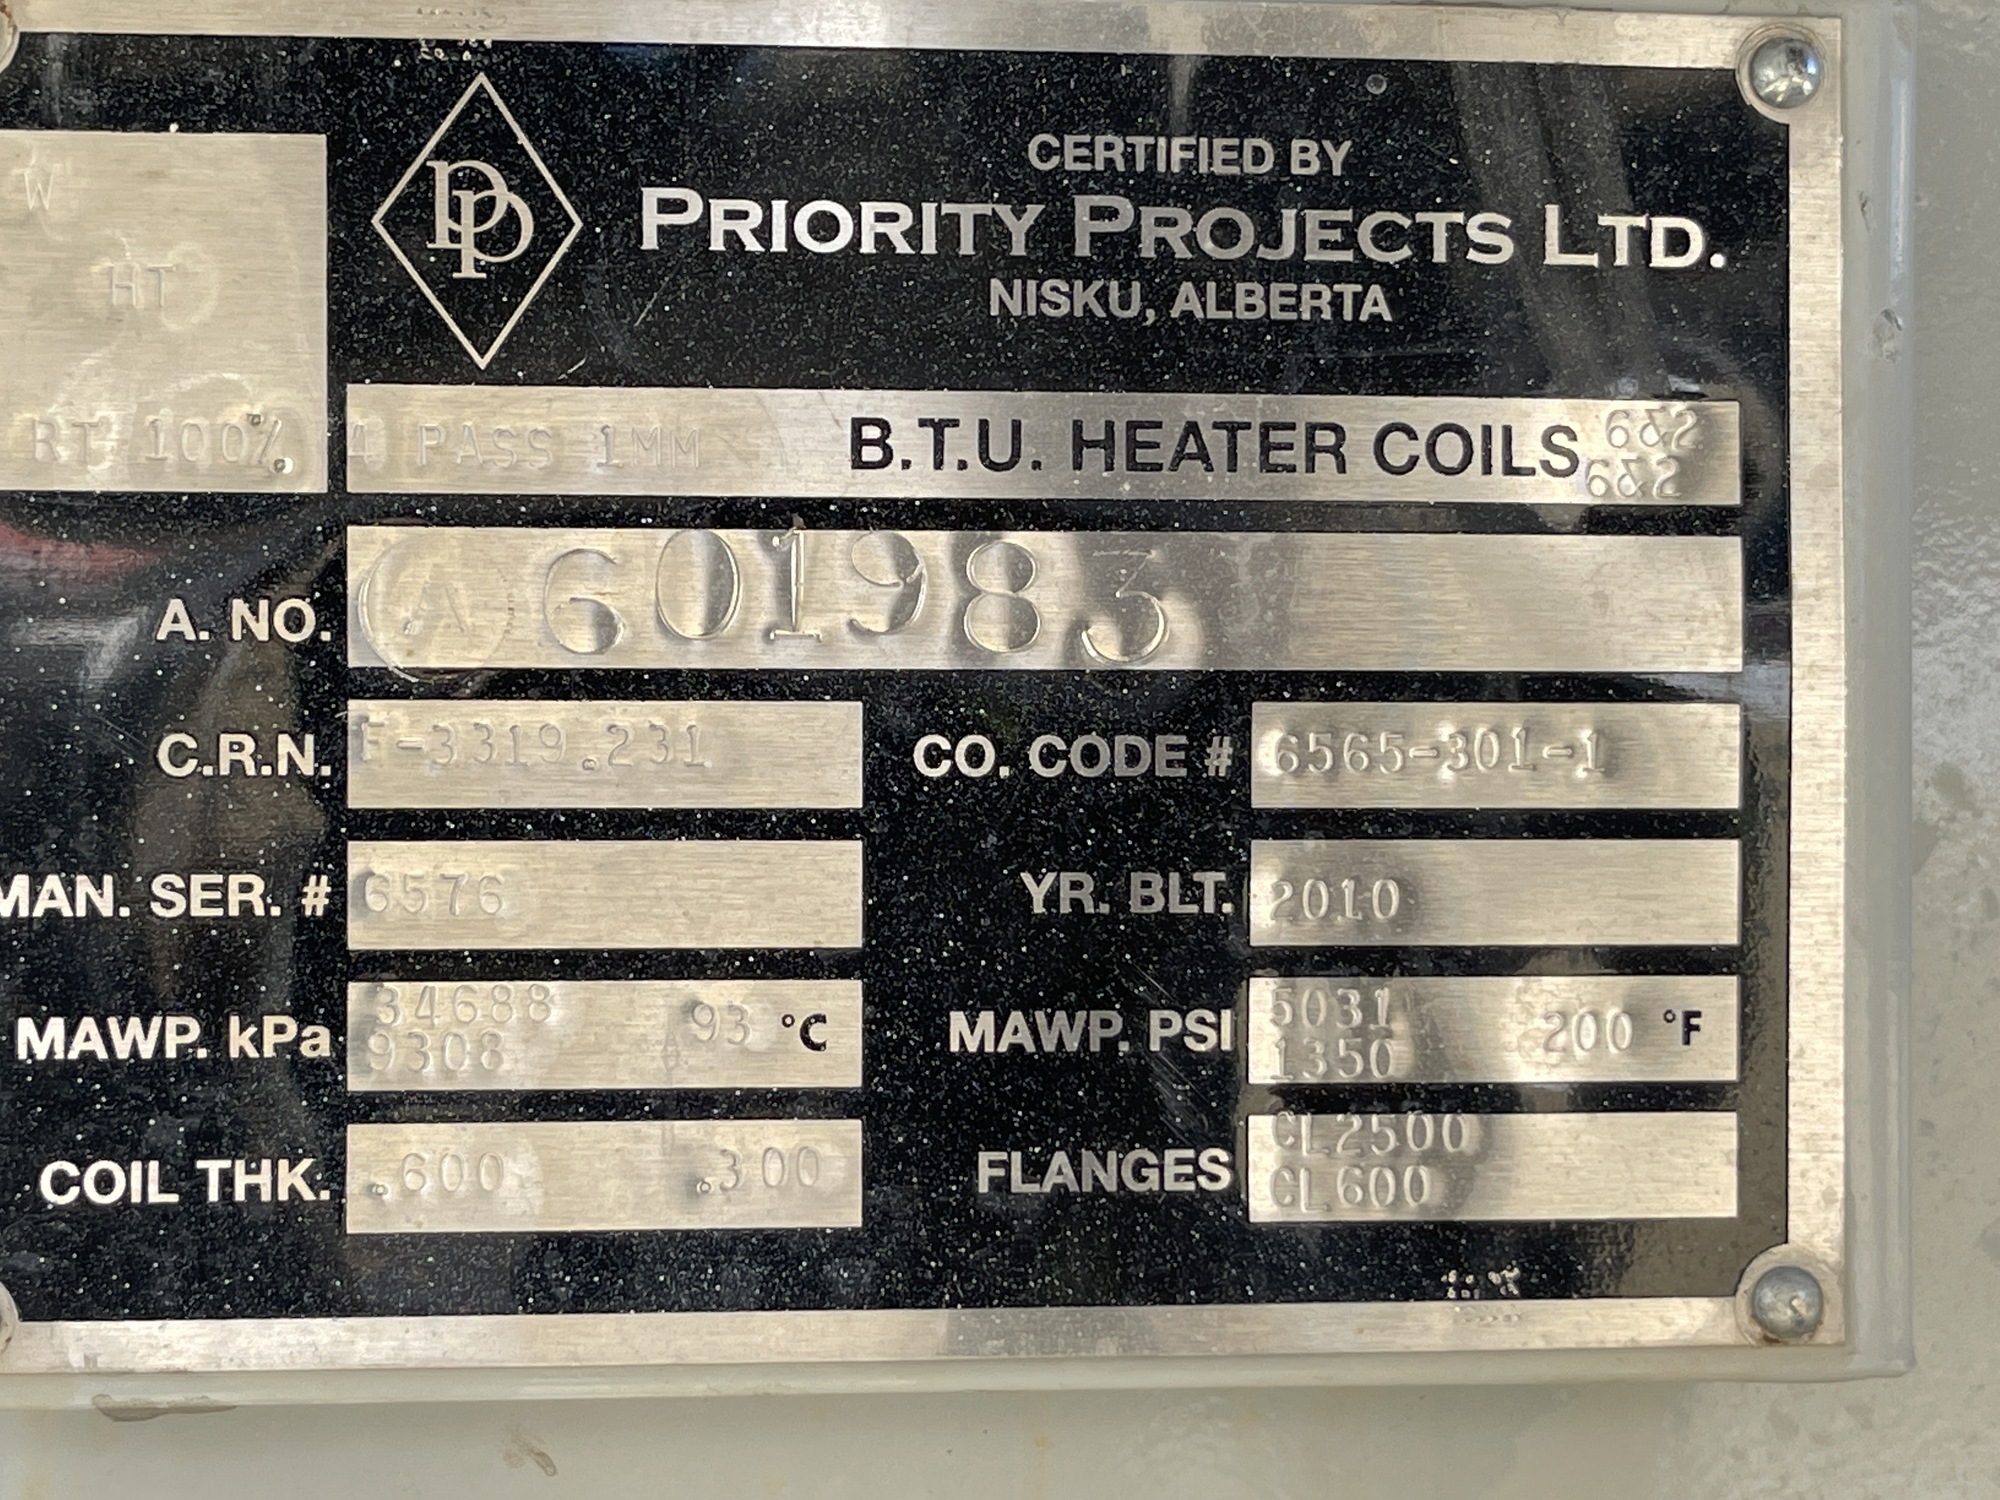 W
HT
RT 100%
PP
CERTIFIED BY
PRIORITY PROJECTS LTD.
NISKU, ALBERTA
4 PASS 1MM B.T.U. HEATER COILS 6&2
6&2
A. NO. A 601983
C.R.N. F-3319.231 CO. CODE # 6565-301-1
MAN. SER. # 6576 YR. BLT. 2010
MAWP. kPa 34688 93 °C MAWP. PSI 5031 200 °F
9308 1350
COIL THK. .600 .300 FLANGES CL2500
CL600